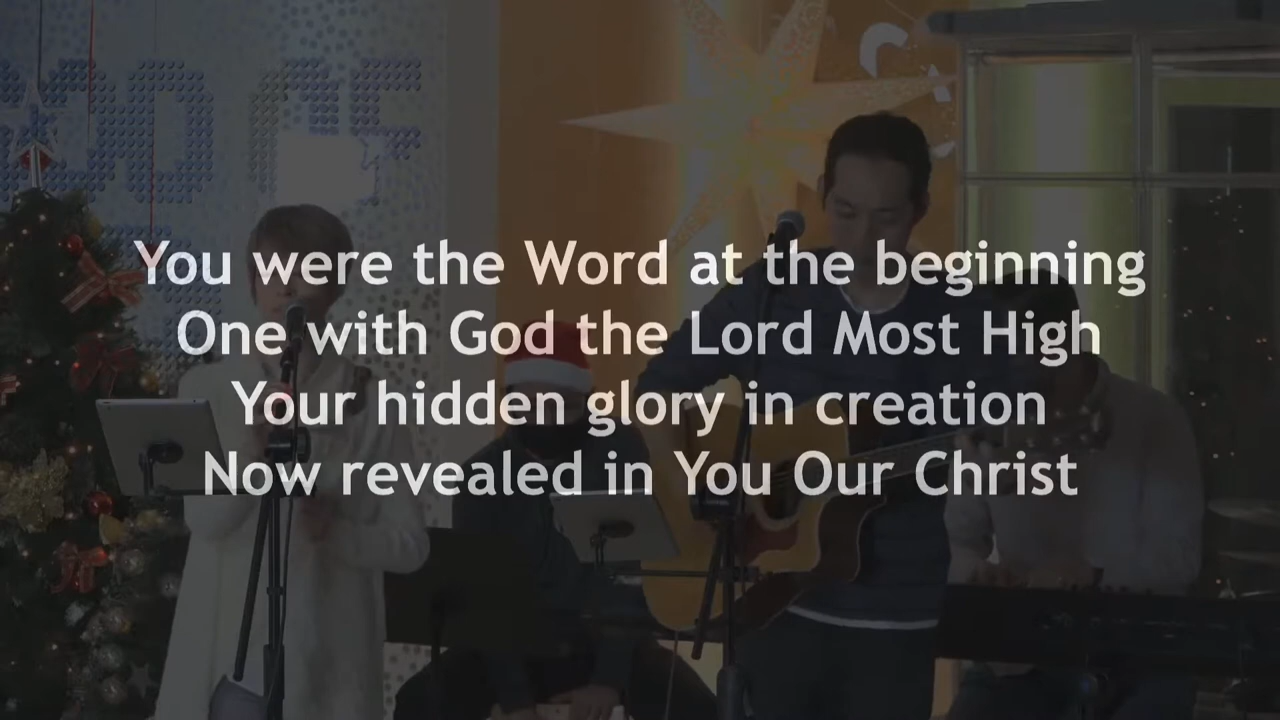 You were the Word at the beginning
One with God the Lord Most High
Your hidden glory in creation
Now revealed in You Our Christ